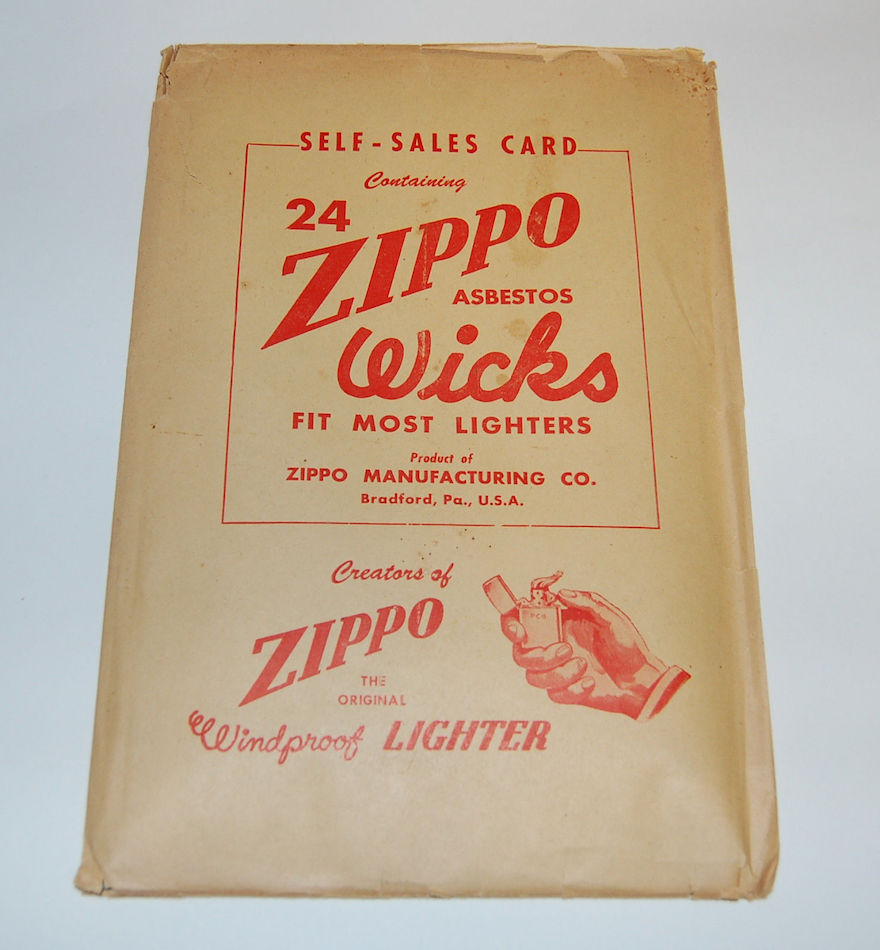 SELF-SALES CARD
Containing
24 ZIPPO
ASBESTOS
Wicks
FIT MOST LIGHTERS
Product of
ZIPPO MANUFACTURING CO.
Bradford, Pa., U.S.A.
Creators of
ZIPPO
THE
ORIGINAL
Windproof LIGHTER